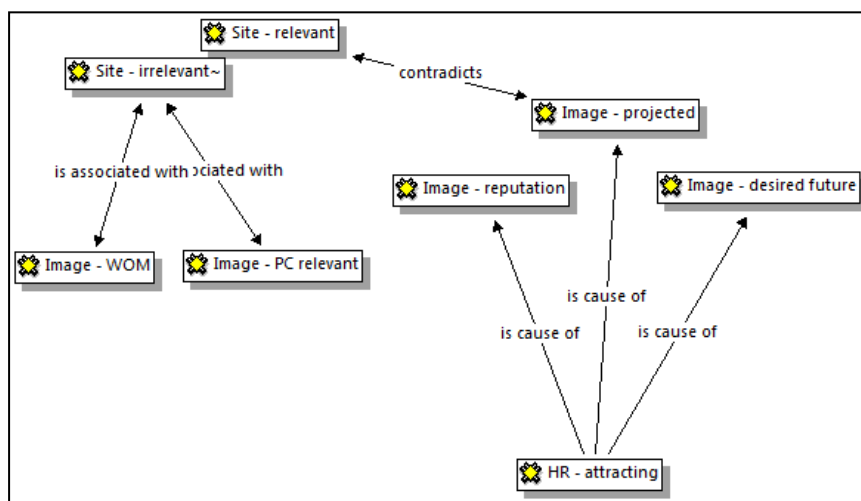 Site - relevant
Site - irrelevant~
contradicts
Image - projected
is associated with
ciated with
Image - reputation
Image - desired future
Image - WOM
Image - PC relevant
is cause of
is cause of
is cause of
HR - attracting